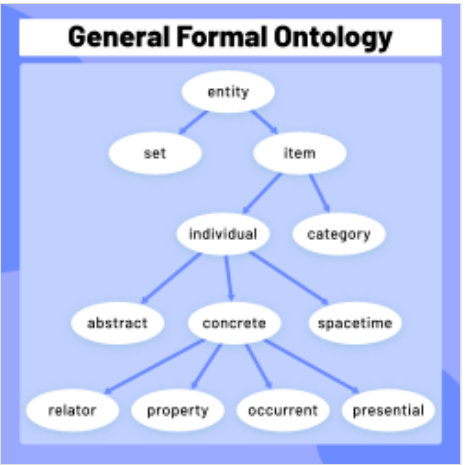 General Formal Ontology
entity
set item
individual category
abstract concrete spacetime
relator property occurrent presential